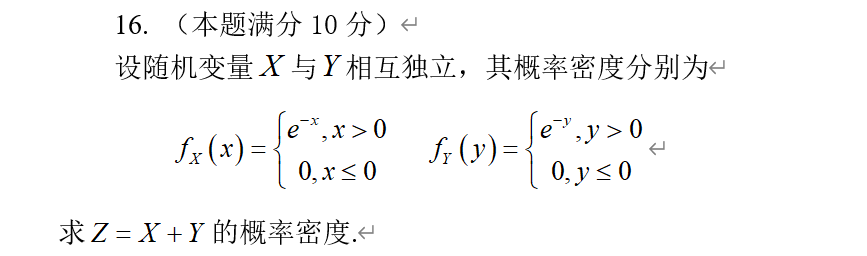 16. （本题满分 10 分）↵
设随机变量 X 与 Y 相互独立，其概率密度分别为↵
f_X(x) = { e^{-x}, x > 0; 0, x ≤ 0   f_Y(y) = { e^{-y}, y > 0; 0, y ≤ 0 ↵
求 Z = X + Y 的概率密度.↵